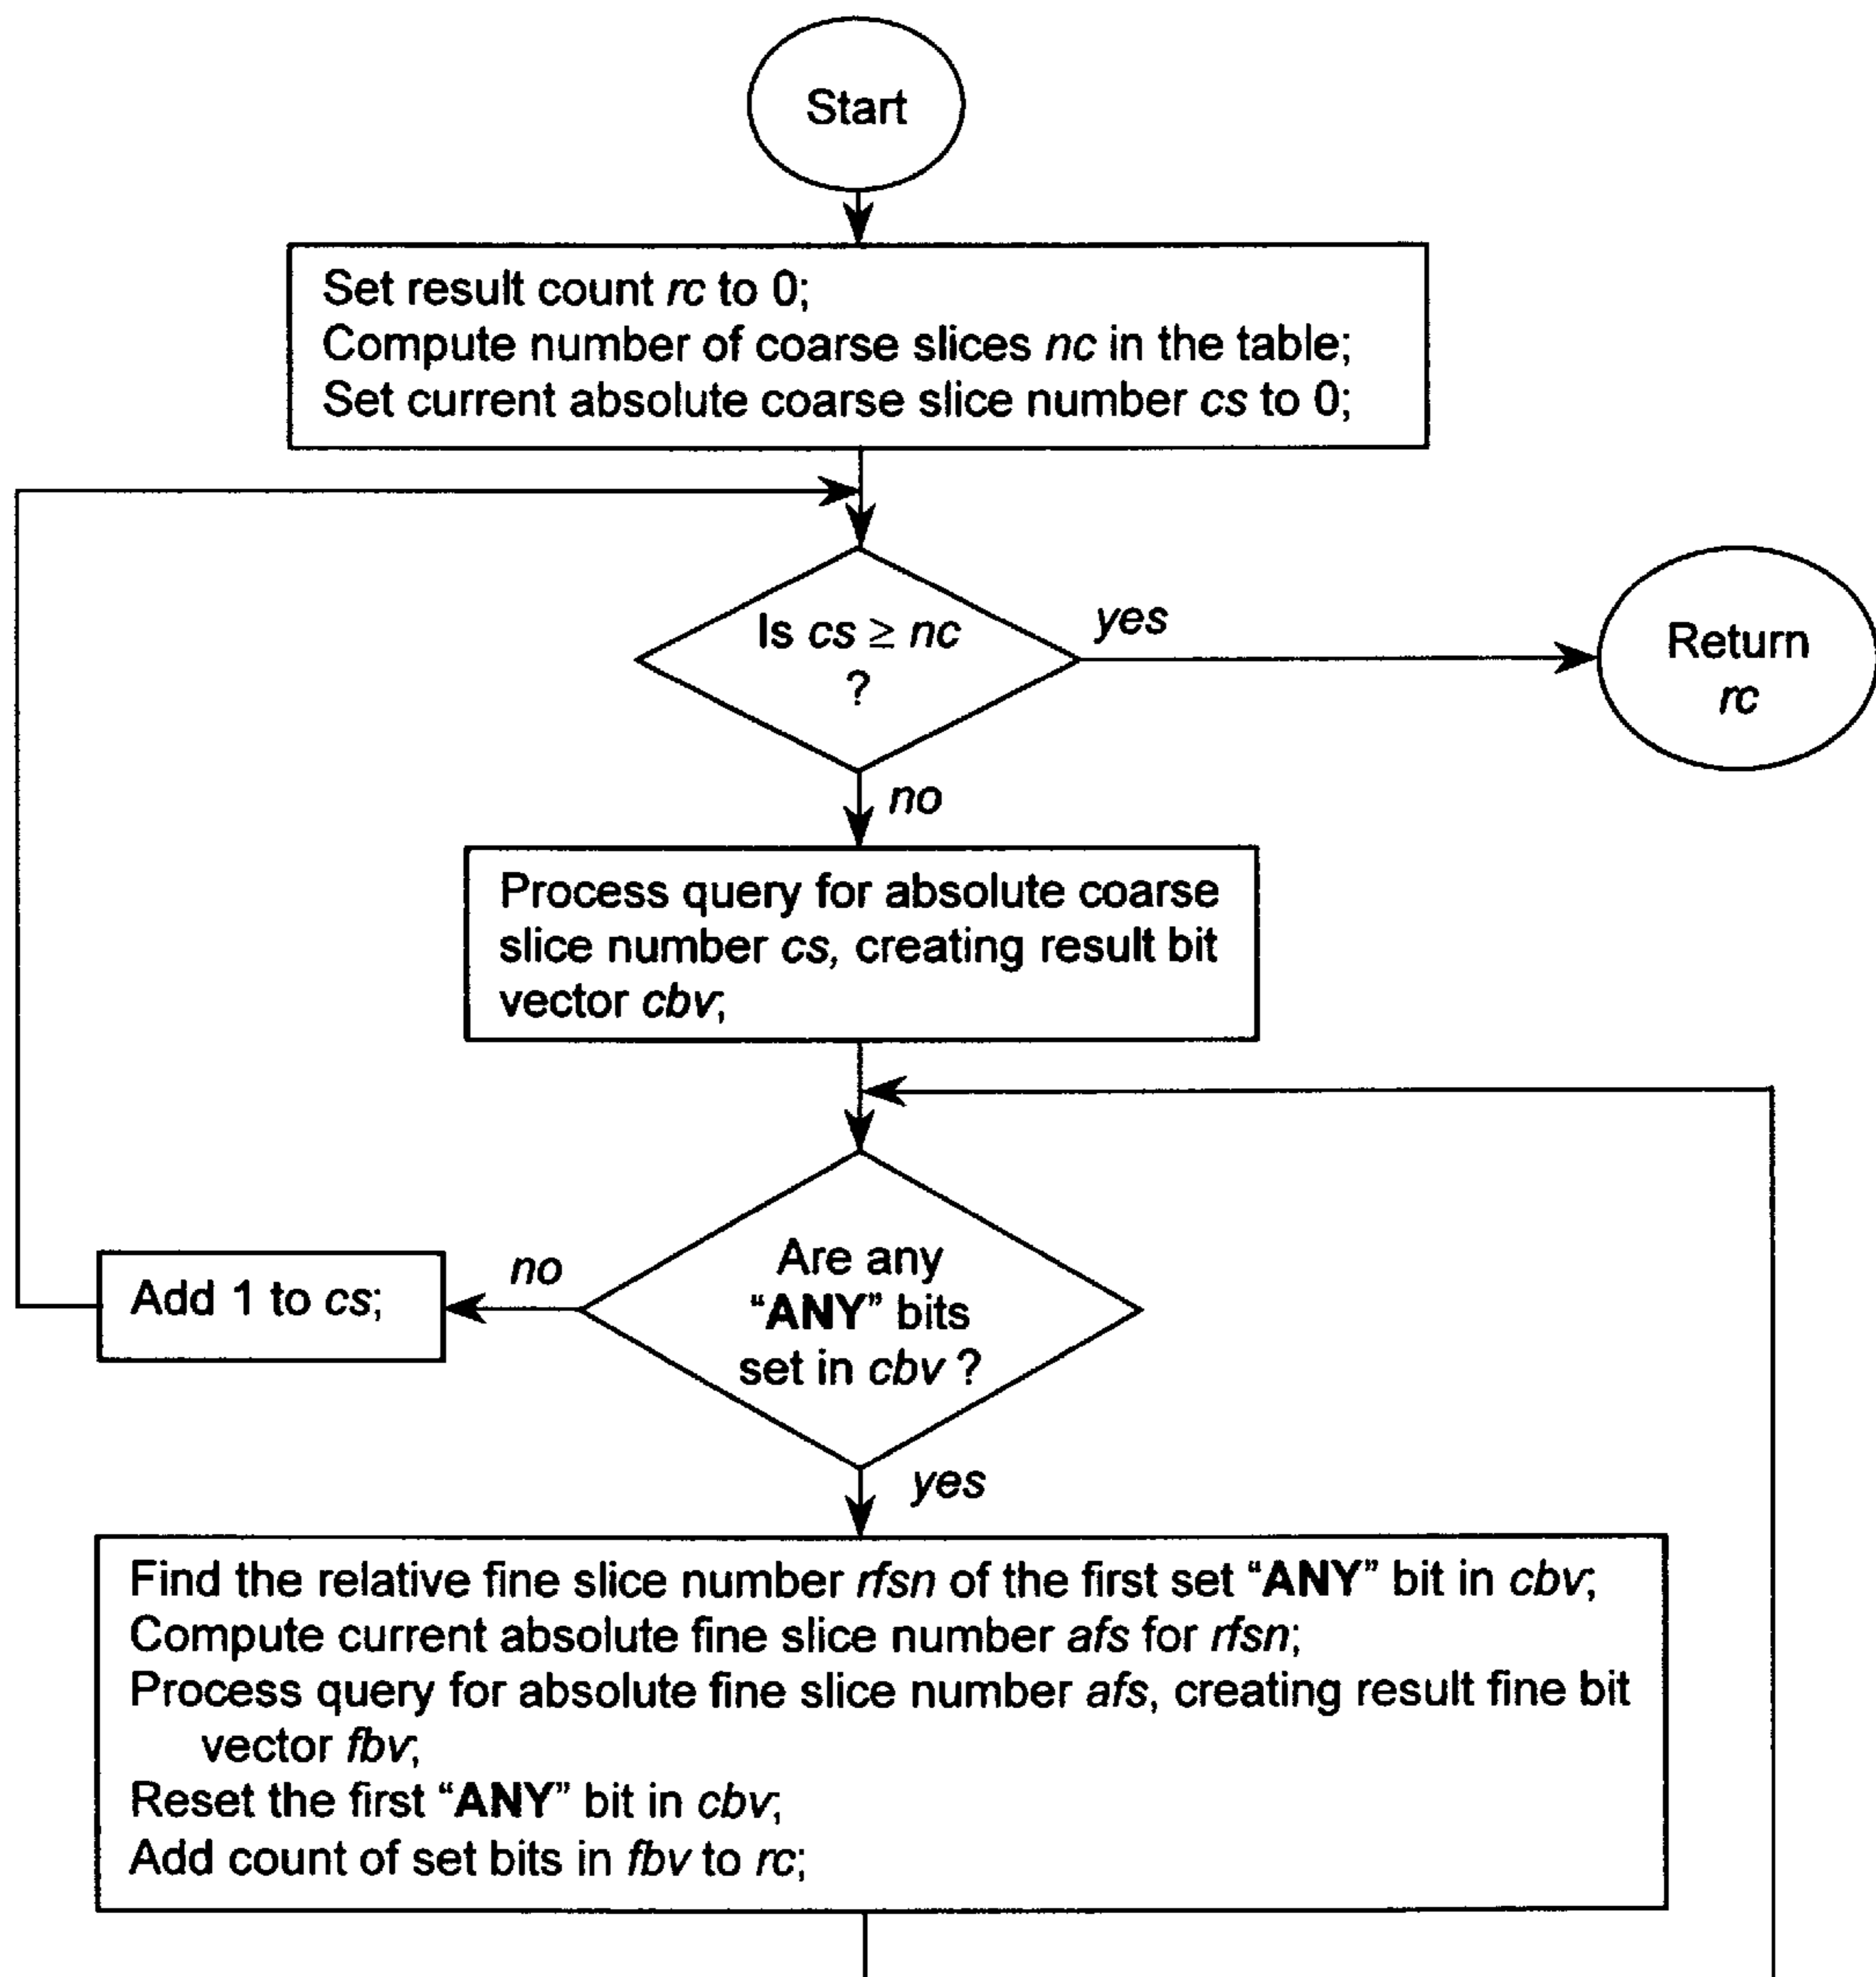 Start
Set result count rc to 0;
Compute number of coarse slices nc in the table;
Set current absolute coarse slice number cs to 0;
Is cs ≥ nc
?
yes
Return
rc
no
Process query for absolute coarse
slice number cs, creating result bit
vector cbv;
Are any
“ANY” bits
set in cbv ?
no
Add 1 to cs;
yes
Find the relative fine slice number rfsn of the first set “ANY” bit in cbv;
Compute current absolute fine slice number afs for rfsn;
Process query for absolute fine slice number afs, creating result fine bit
vector fbv;
Reset the first “ANY” bit in cbv;
Add count of set bits in fbv to rc;